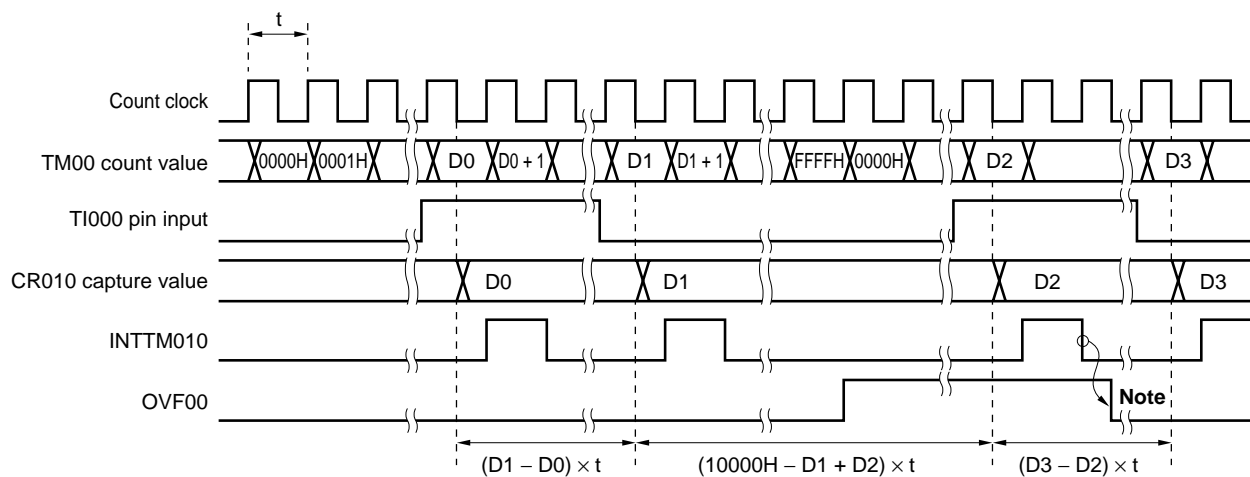 t
Count clock
TM00 count value 0000H 0001H D0 D0 + 1 D1 D1 + 1 FFFFH 0000H D2 D3
TI000 pin input
CR010 capture value D0 D1 D2 D3
INTTM010
OVF00 Note
(D1 − D0) × t (10000H − D1 + D2) × t (D3 − D2) × t